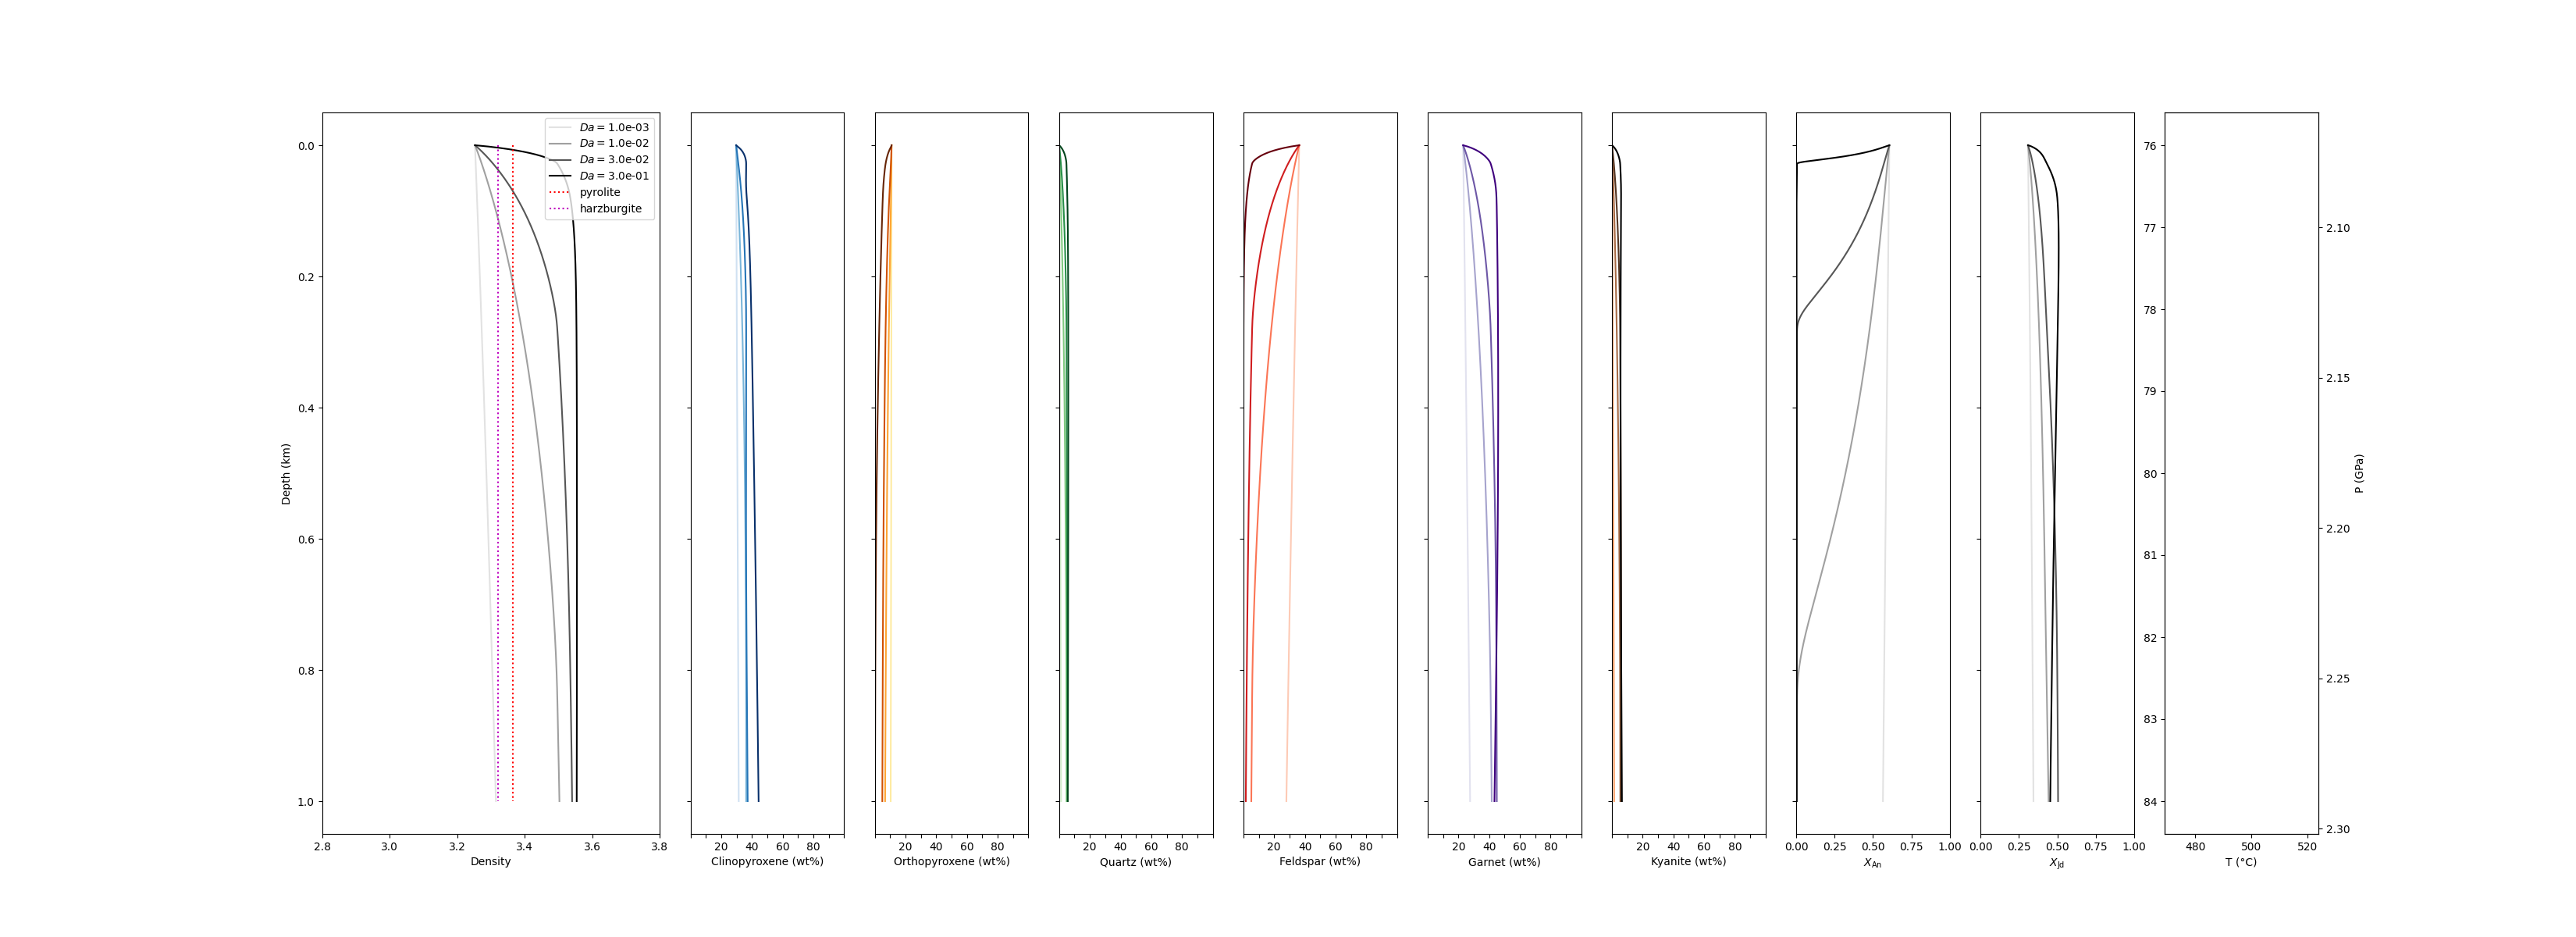 Da = 1.0e-03
Da = 1.0e-02
Da = 3.0e-02
Da = 3.0e-01
pyrolite
harzburgite
0.0
0.2
0.4
0.6
0.8
1.0
Depth (km)
2.8 3.0 3.2 3.4 3.6 3.8
Density
20 40 60 80
Clinopyroxene (wt%)
20 40 60 80
Orthopyroxene (wt%)
20 40 60 80
Quartz (wt%)
20 40 60 80
Feldspar (wt%)
20 40 60 80
Garnet (wt%)
20 40 60 80
Kyanite (wt%)
0.00 0.25 0.50 0.75 1.00
XAn
0.00 0.25 0.50 0.75 1.00
XJd
76
77
78
79
80
81
82
83
84
480 500 520
T (°C)
2.10
2.15
2.20
2.25
2.30
P (GPa)